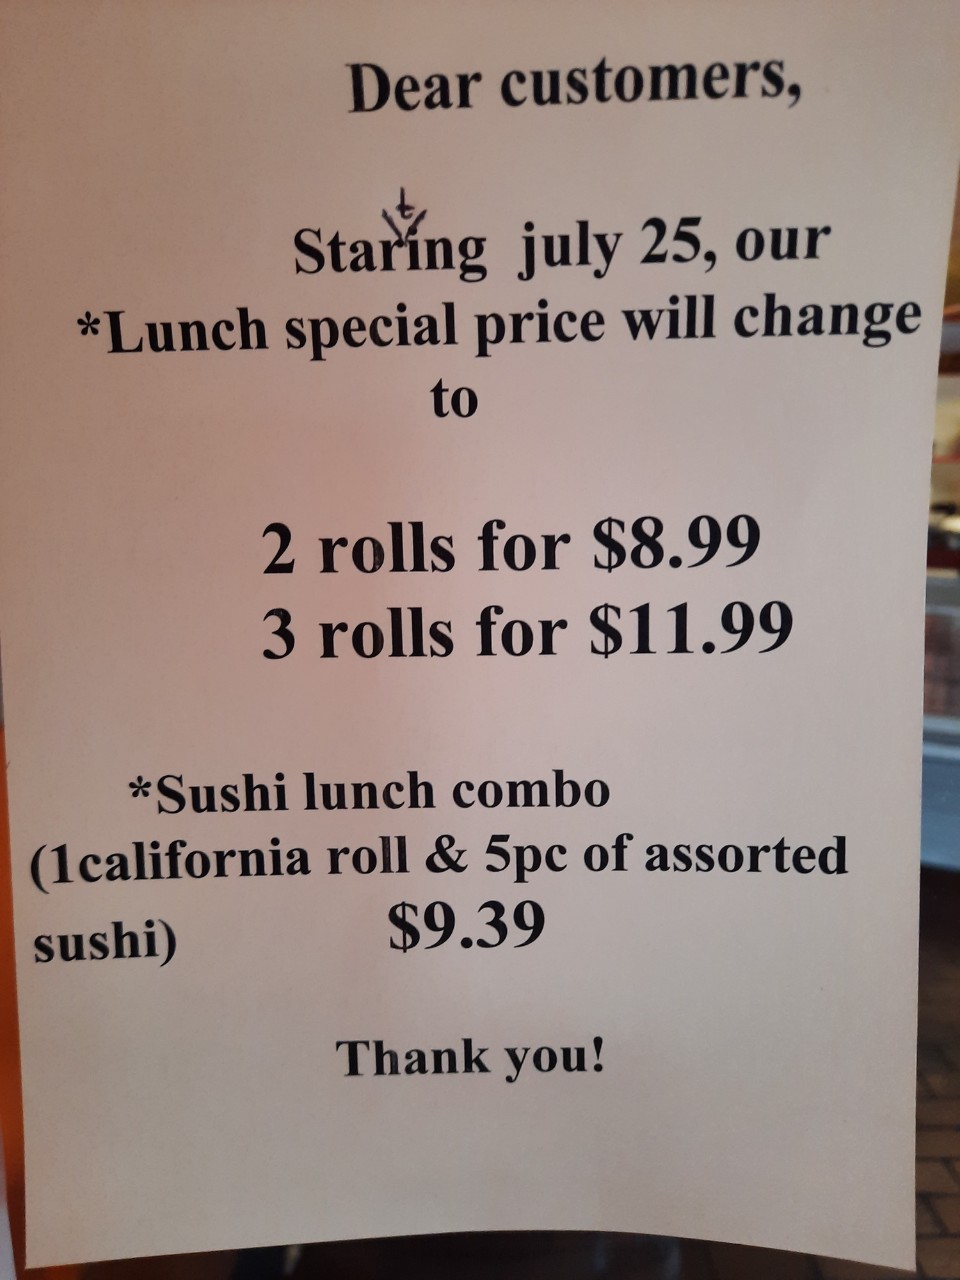 Dear customers,
t
Staring july 25, our
*Lunch special price will change
to
2 rolls for $8.99
3 rolls for $11.99
*Sushi lunch combo
(1california roll & 5pc of assorted
sushi) $9.39
Thank you!